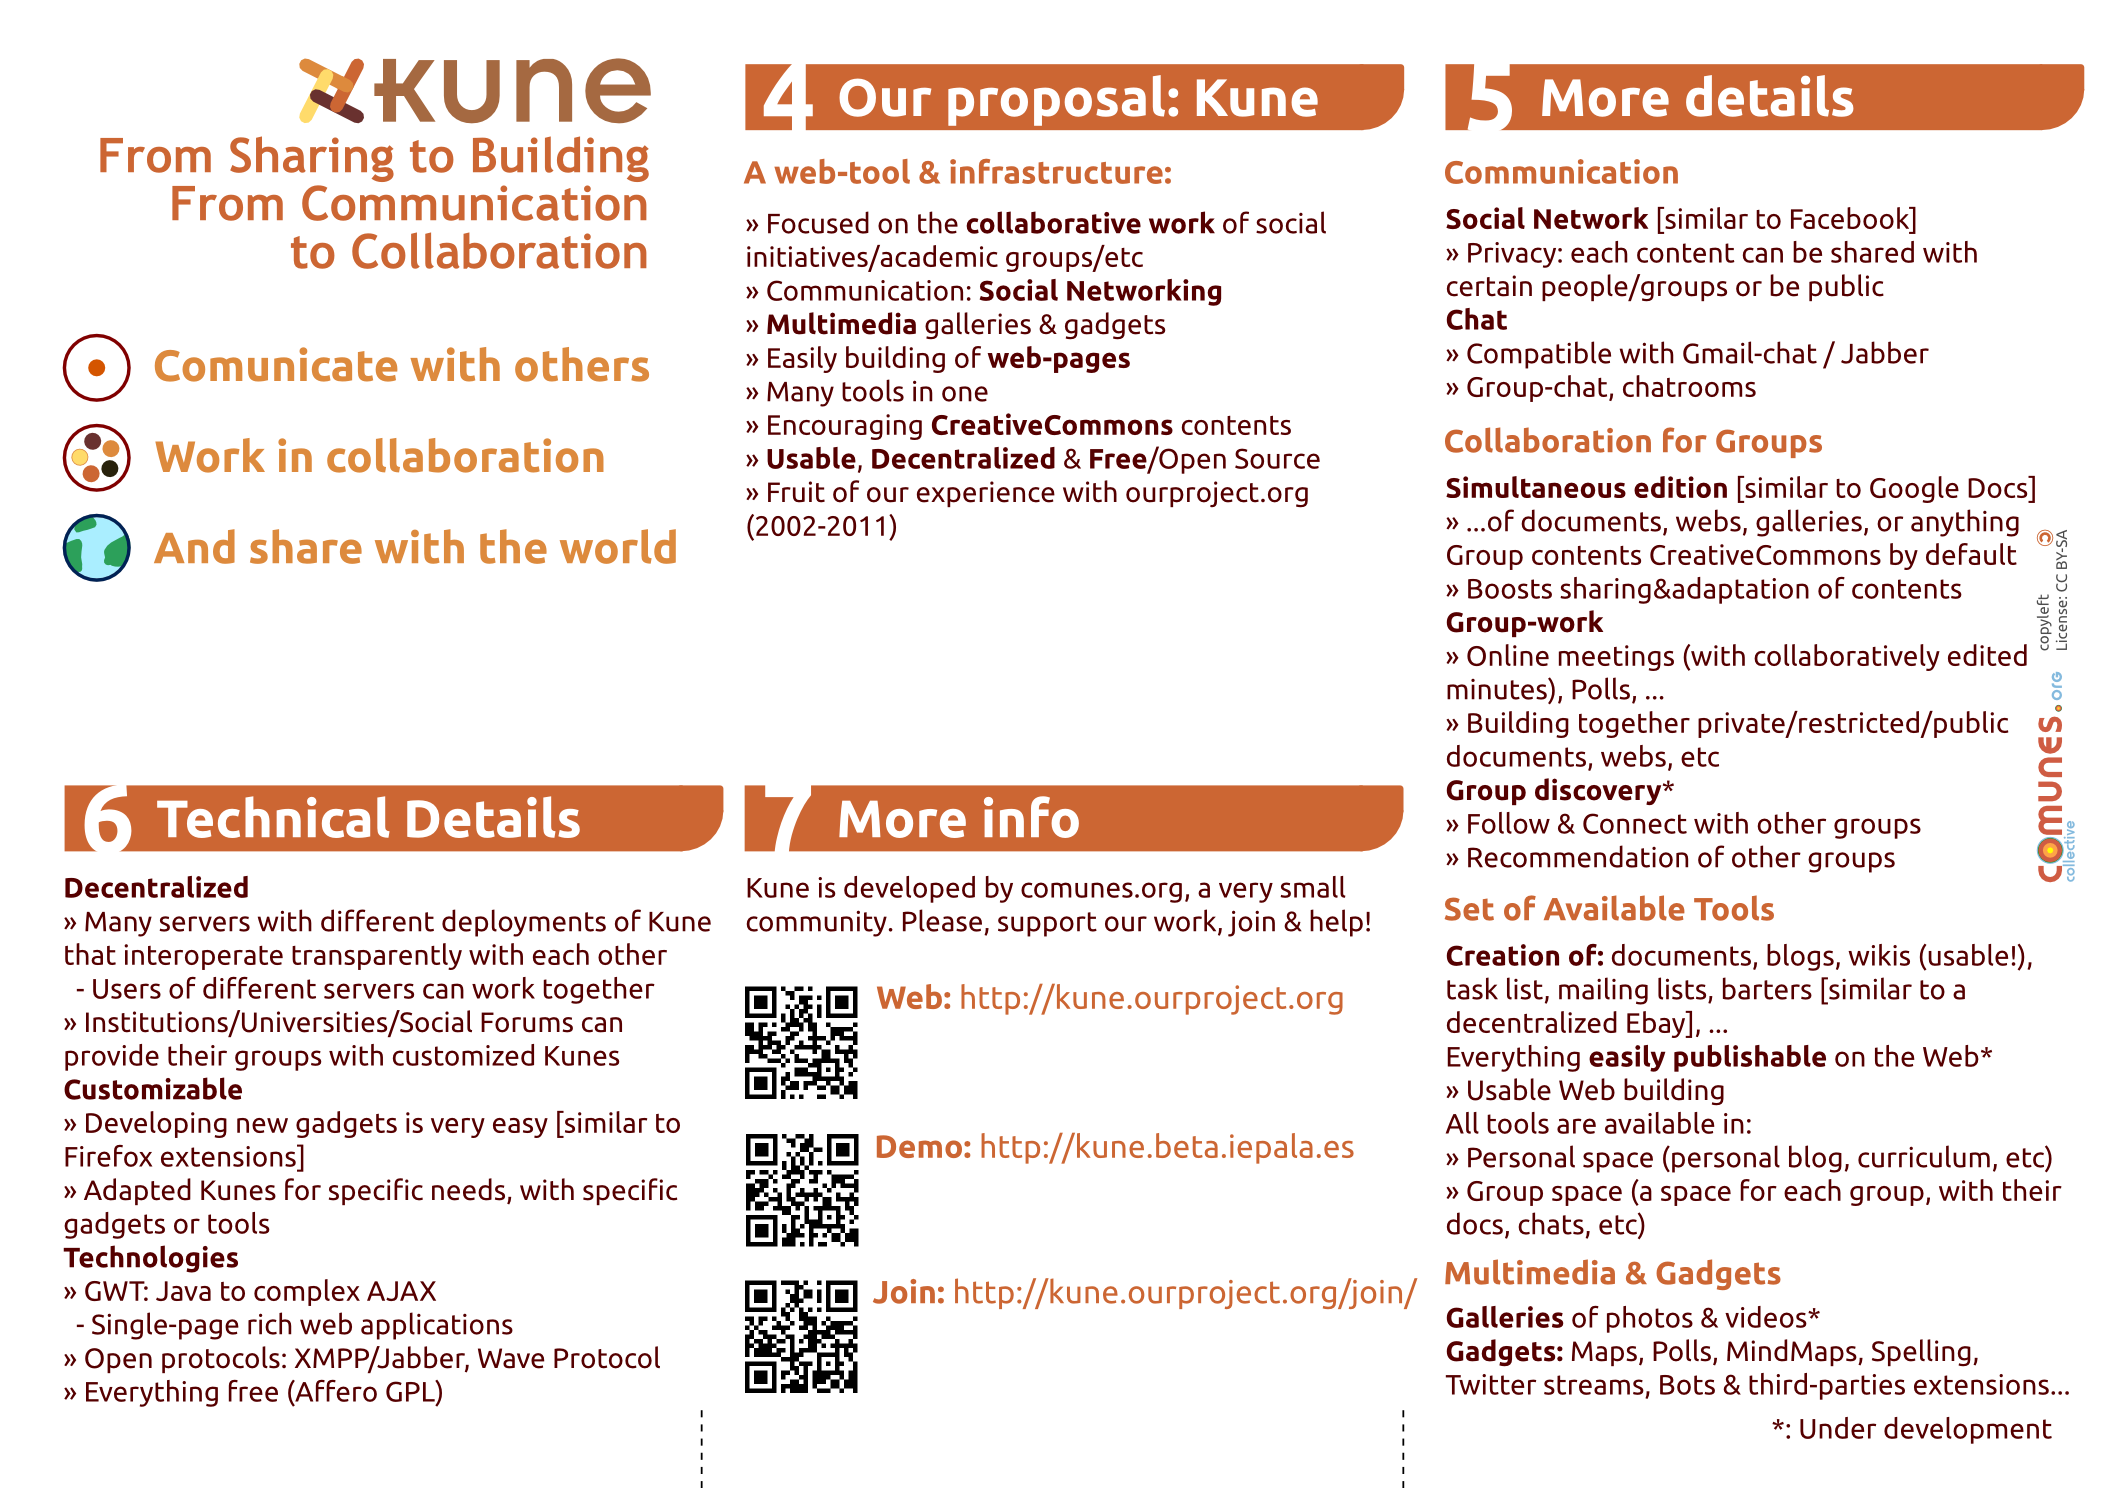 kune
From Sharing to Building
From Communication
to Collaboration
Comunicate with others
Work in collaboration
And share with the world
4 Our proposal: Kune
A web-tool & infrastructure:
» Focused on the collaborative work of social
initiatives/academic groups/etc
» Communication: Social Networking
» Multimedia galleries & gadgets
» Easily building of web-pages
» Many tools in one
» Encouraging CreativeCommons contents
» Usable, Decentralized & Free/Open Source
» Fruit of our experience with ourproject.org
(2002-2011)
5 More details
Communication
Social Network [similar to Facebook]
» Privacy: each content can be shared with
certain people/groups or be public
Chat
» Compatible with Gmail-chat / Jabber
» Group-chat, chatrooms
Collaboration for Groups
Simultaneous edition [similar to Google Docs]
» ...of documents, webs, galleries, or anything
Group contents CreativeCommons by default
» Boosts sharing&adaptation of contents
Group-work
» Online meetings (with collaboratively edited
minutes), Polls, ...
» Building together private/restricted/public
documents, webs, etc
Group discovery*
» Follow & Connect with other groups
» Recommendation of other groups
Set of Available Tools
Creation of: documents, blogs, wikis (usable!),
task list, mailing lists, barters [similar to a
decentralized Ebay], ...
Everything easily publishable on the Web*
» Usable Web building
All tools are available in:
» Personal space (personal blog, curriculum, etc)
» Group space (a space for each group, with their
docs, chats, etc)
Multimedia & Gadgets
Galleries of photos & videos*
Gadgets: Maps, Polls, MindMaps, Spelling,
Twitter streams, Bots & third-parties extensions...
*: Under development
copyleft
License: CC BY-SA
comunes.org
collective
6 Technical Details
Decentralized
» Many servers with different deployments of Kune
that interoperate transparently with each other
- Users of different servers can work together
» Institutions/Universities/Social Forums can
provide their groups with customized Kunes
Customizable
» Developing new gadgets is very easy [similar to
Firefox extensions]
» Adapted Kunes for specific needs, with specific
gadgets or tools
Technologies
» GWT: Java to complex AJAX
- Single-page rich web applications
» Open protocols: XMPP/Jabber, Wave Protocol
» Everything free (Affero GPL)
7 More info
Kune is developed by comunes.org, a very small
community. Please, support our work, join & help!
Web: http://kune.ourproject.org
Demo: http://kune.beta.iepala.es
Join: http://kune.ourproject.org/join/